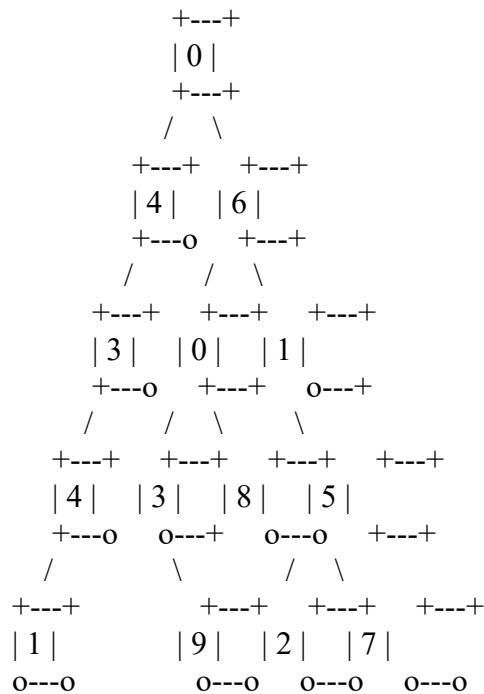 +---+
| 0 |
+---+
/ \
+---+ +---+
| 4 | | 6 |
+---o +---+
/ / \
+---+ +---+ +---+
| 3 | | 0 | | 1 |
+---o +---+ o---+
/ / \ \
+---+ +---+ +---+ +---+
| 4 | | 3 | | 8 | | 5 |
+---o o---+ o---o +---+
/ \ / \
+---+ +---+ +---+ +---+
| 1 | | 9 | | 2 | | 7 |
o---o o---o o---o o---o